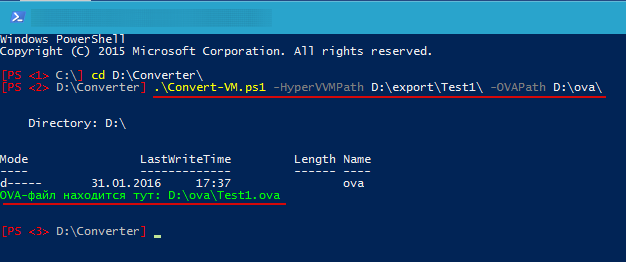 Windows PowerShell
Copyright (C) 2015 Microsoft Corporation. All rights reserved.
[PS <1> C:\] cd D:\Converter\
[PS <2> D:\Converter] .\Convert-VM.ps1 -HyperVVMPath D:\export\Test1\ -OVAPath D:\ova\
Directory: D:\
Mode LastWriteTime Length Name
---- ------------- ------ ----
d----- 31.01.2016 17:37 ova
OVA-файл находится тут: D:\ova\Test1.ova
[PS <3> D:\Converter]